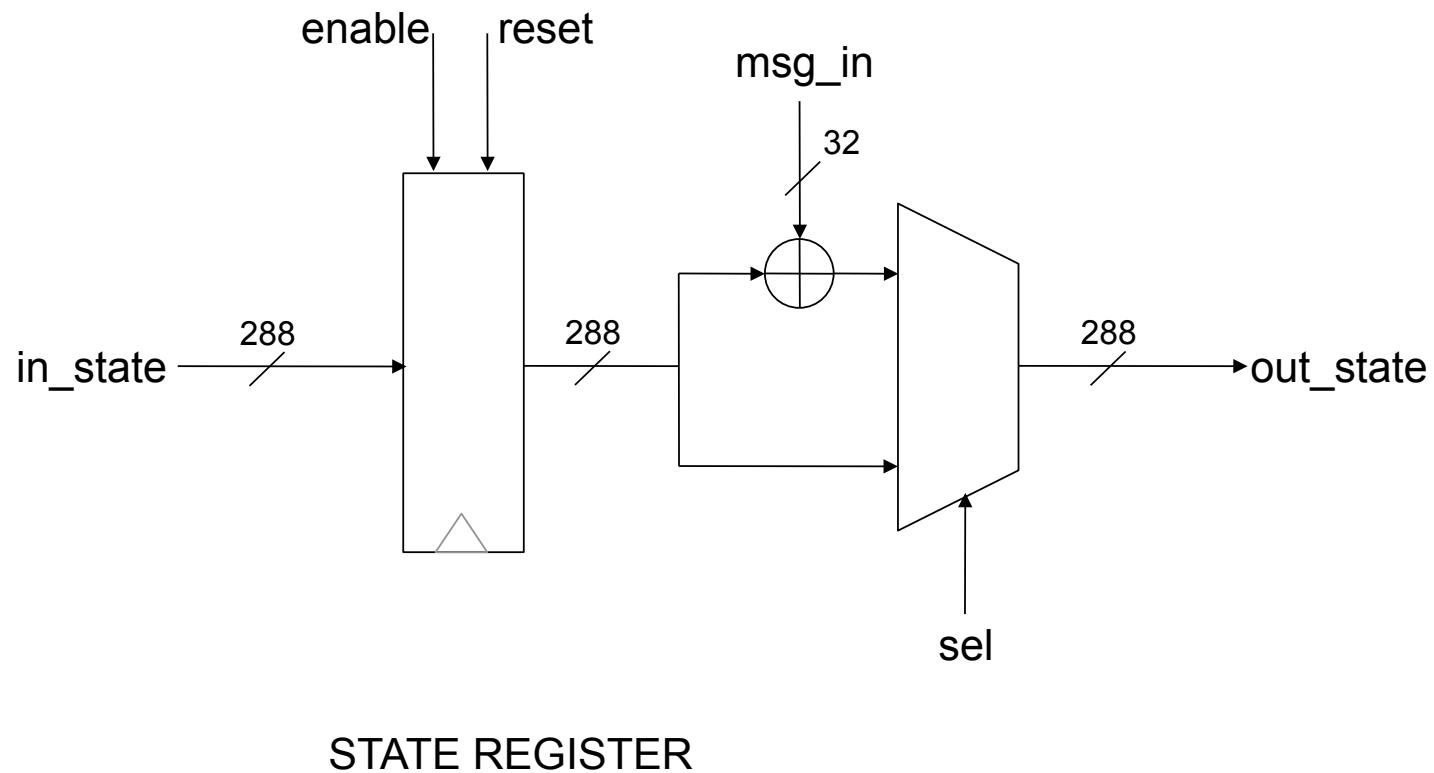 enable reset
msg_in
32
288
288
288
in_state
out_state
sel
STATE REGISTER